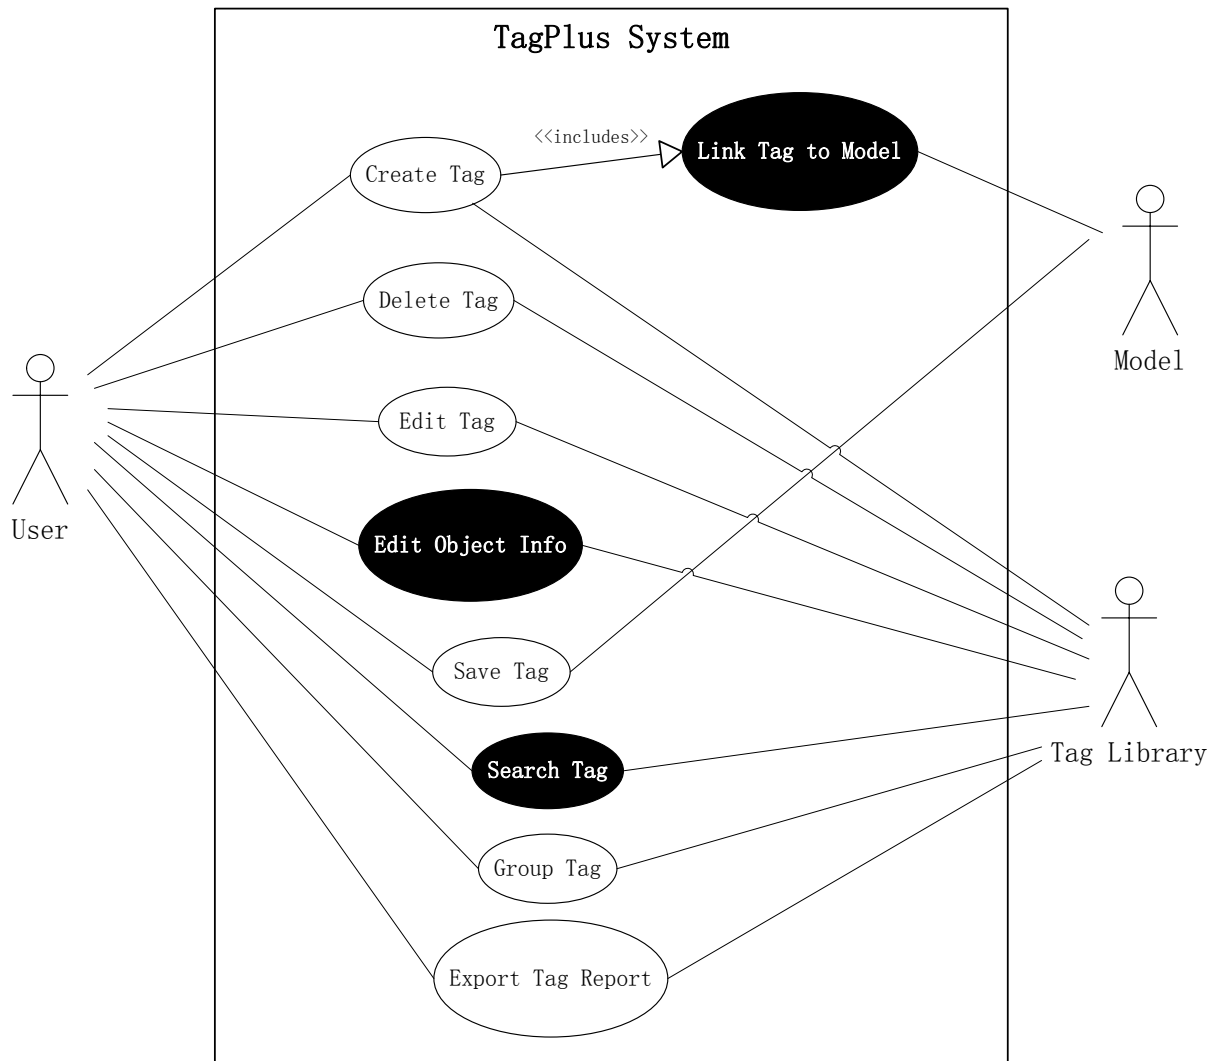 TagPlus System
<<includes>>
Link Tag to Model
Create Tag
Delete Tag
Model
Edit Tag
User
Edit Object Info
Save Tag
Tag Library
Search Tag
Group Tag
Export Tag Report